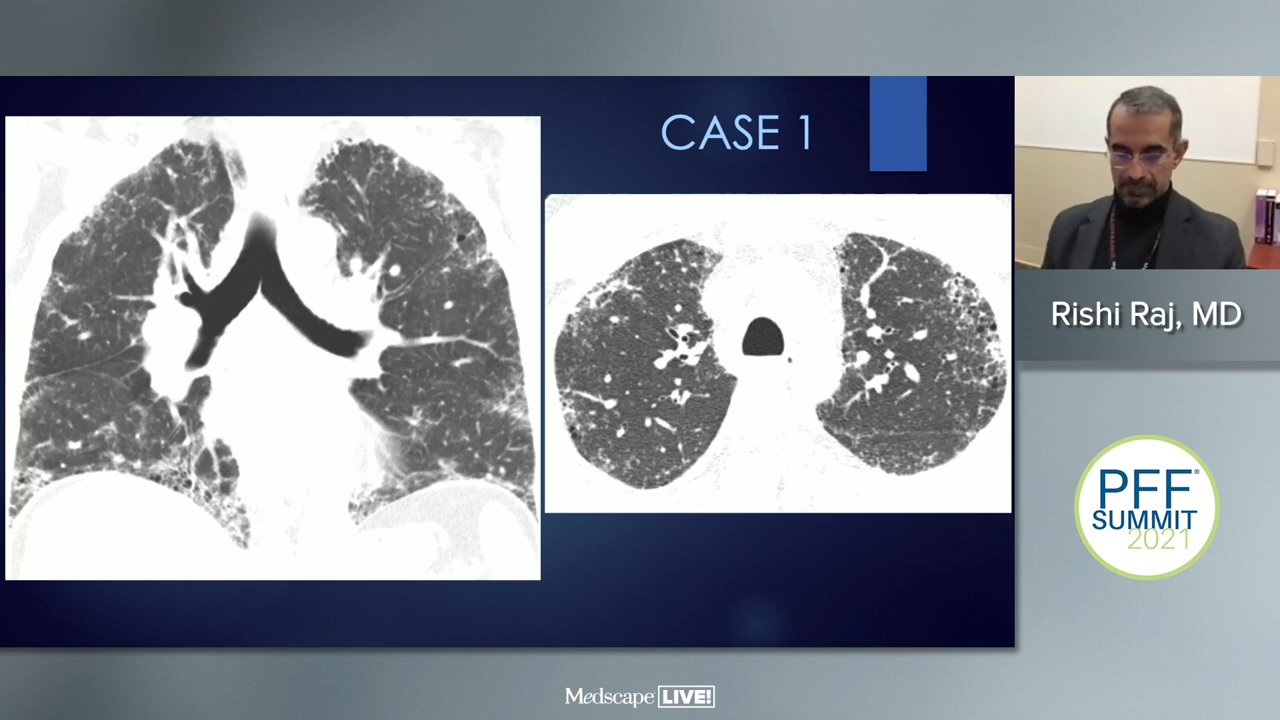 CASE 1
Rishi Raj, MD
PFF®
SUMMIT
2021
Medscape LIVE!